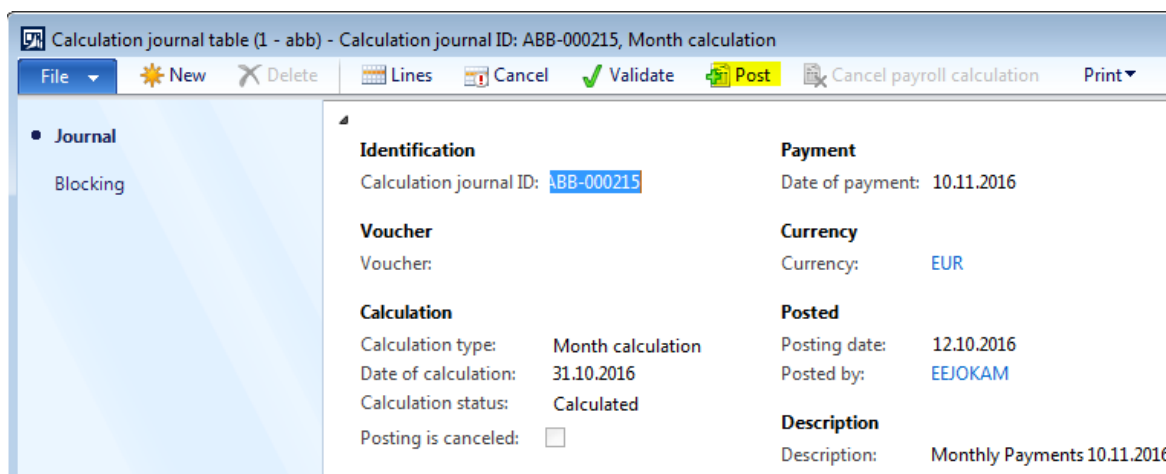 Calculation journal table (1 - abb) - Calculation journal ID: ABB-000215, Month calculation
File New Delete Lines Cancel Validate Post Cancel payroll calculation Print
Journal
Blocking
Identification
Calculation journal ID: ABB-000215
Voucher
Voucher:
Calculation
Calculation type: Month calculation
Date of calculation: 31.10.2016
Calculation status: Calculated
Posting is canceled:
Payment
Date of payment: 10.11.2016
Currency
Currency: EUR
Posted
Posting date: 12.10.2016
Posted by: EEJOKAM
Description
Description: Monthly Payments 10.11.2016